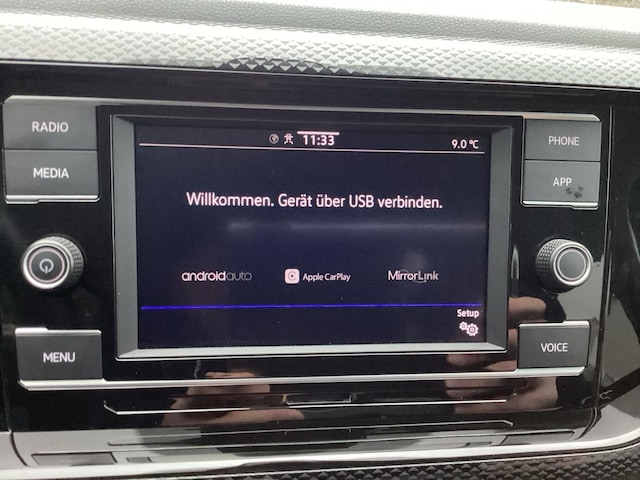 RADIO
MEDIA
MENU
11:33
9.0 °C
Willkommen. Gerät über USB verbinden.
androidauto
Apple CarPlay
MirrorLink
Setup
PHONE
APP
VOICE